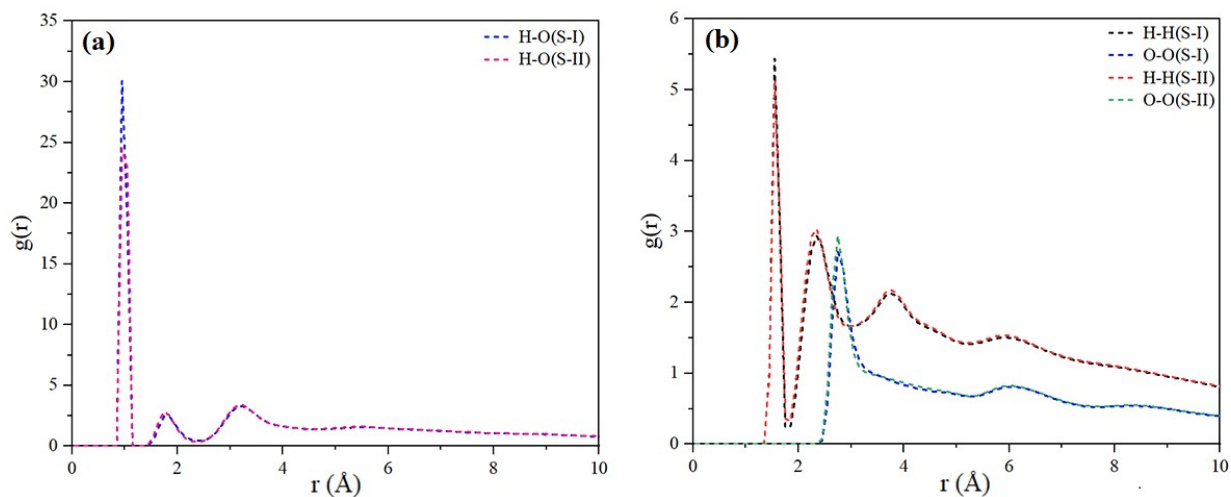 (a)
H-O(S-I)
H-O(S-II)
35
30
25
20
15
10
5
0
g(r)
0 2 4 6 8 10
r (Å)
(b)
H-H(S-I)
O-O(S-I)
H-H(S-II)
O-O(S-II)
6
5
4
3
2
1
0
g(r)
0 2 4 6 8 10
r (Å)